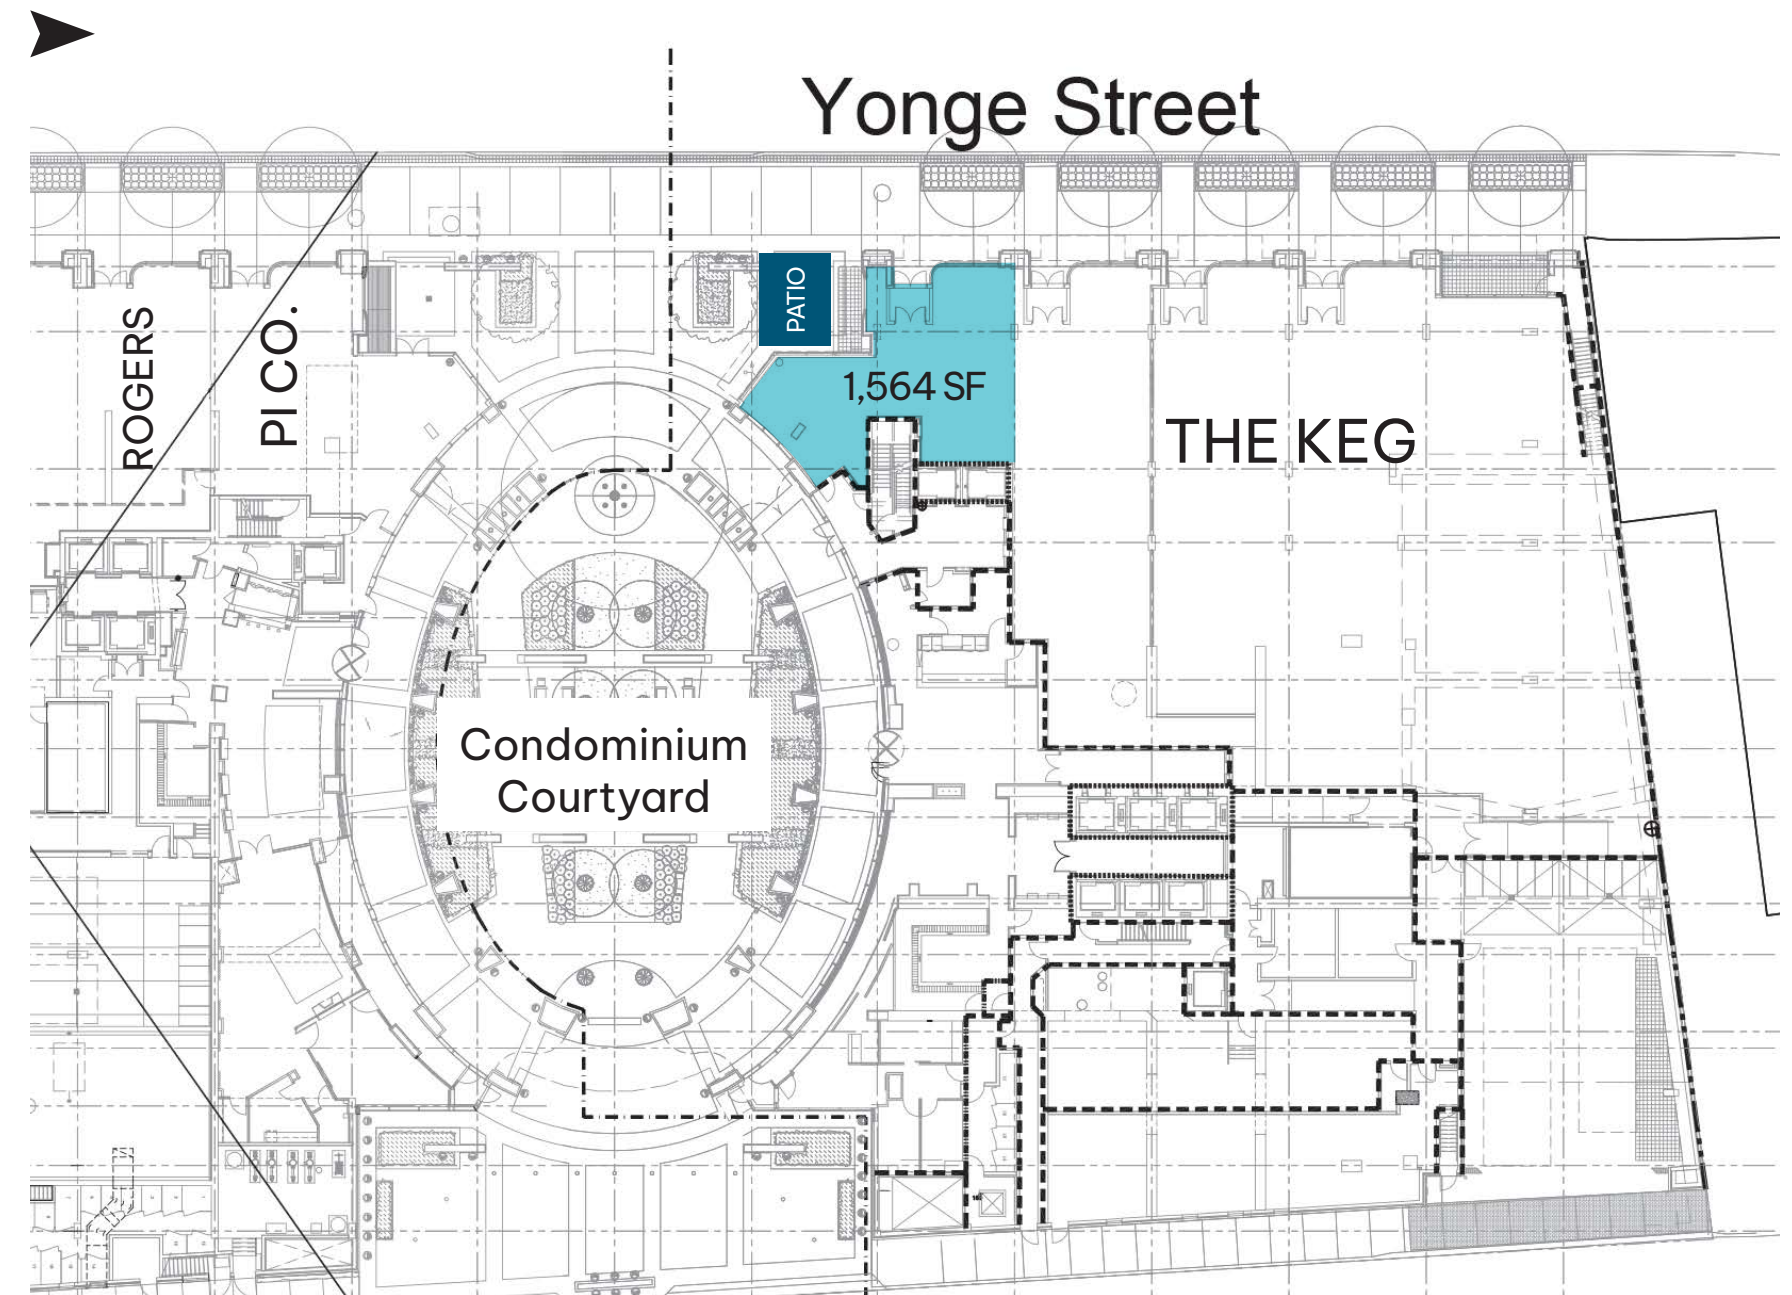 Yonge Street
PATIO
ROGERS
PI CO.
1,564 SF
THE KEG
Condominium
Courtyard